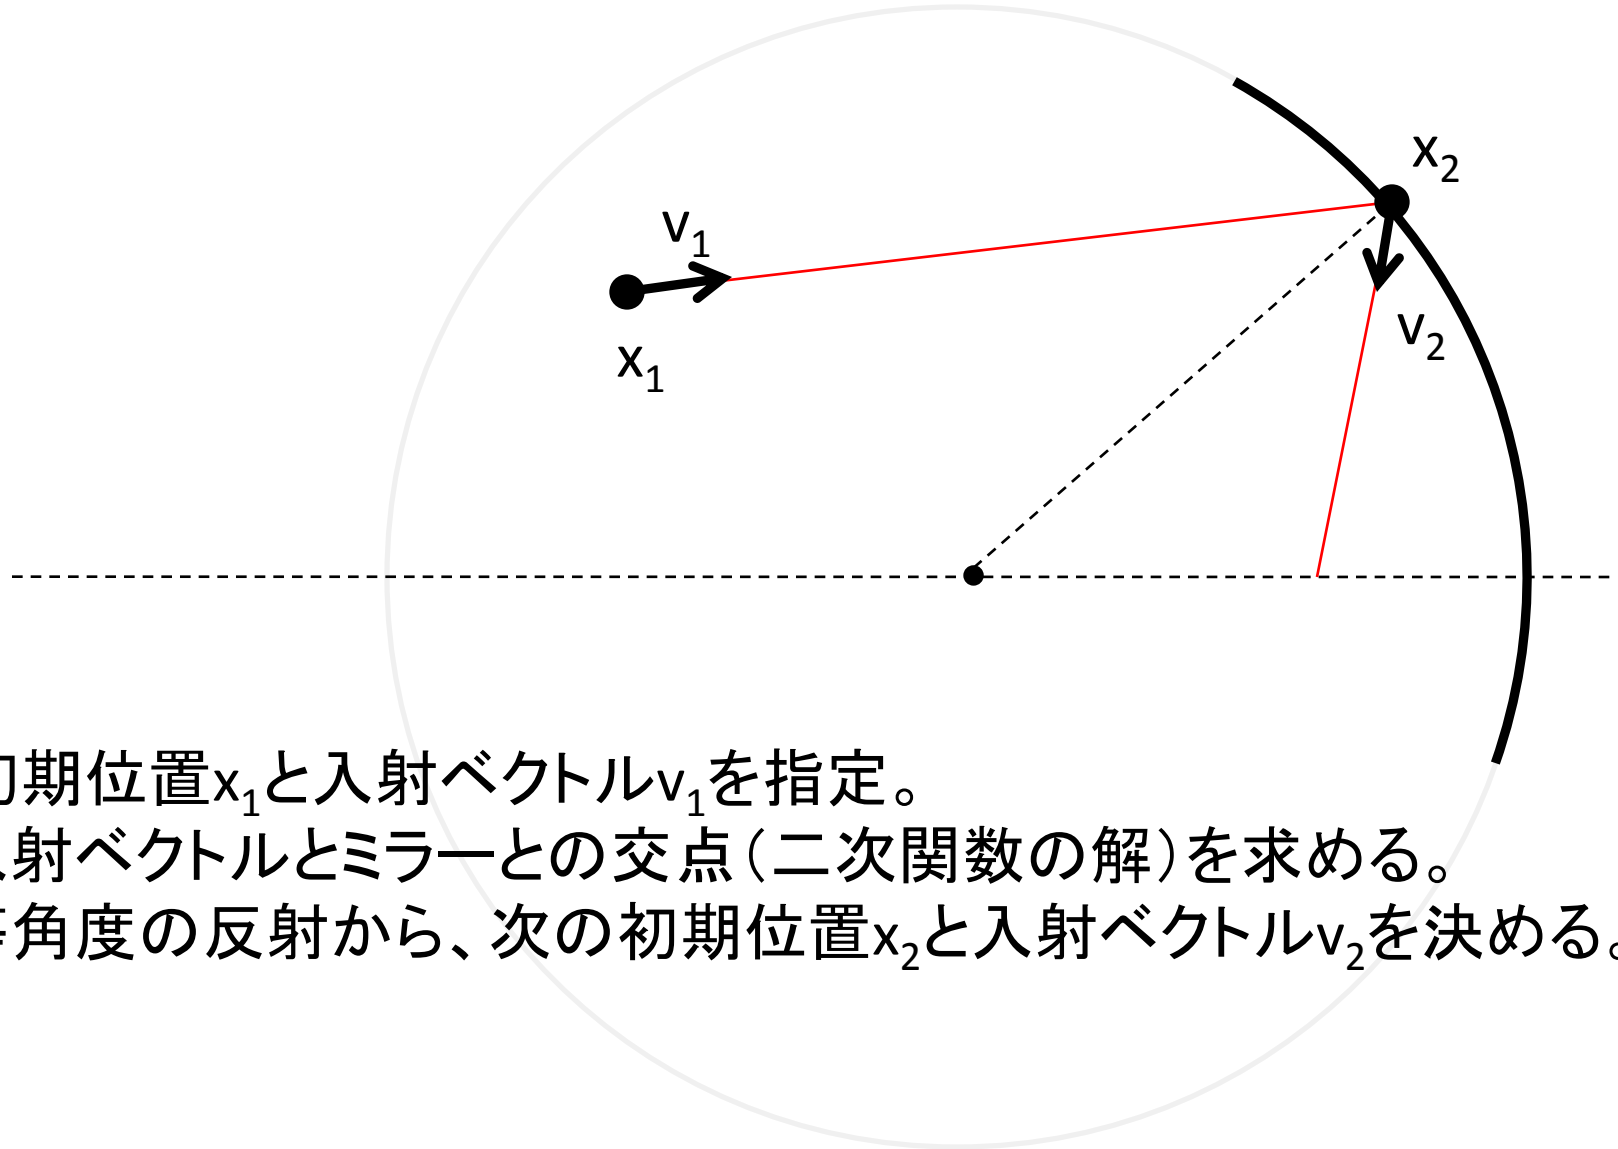 x2
v1
v2
x1
初期位置x1と入射ベクトルv1を指定。
入射ベクトルとミラーとの交点（二次関数の解）を求める。
等角度の反射から、次の初期位置x2と入射ベクトルv2を決める。